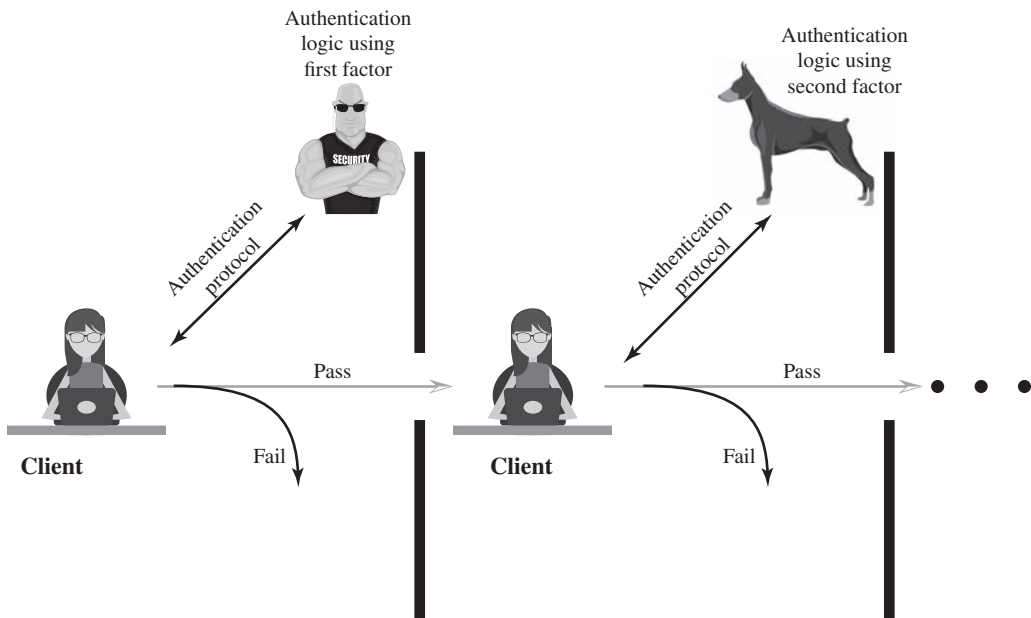 Authentication
logic using
first factor
SECURITY
Authentication
protocol
Pass
Fail
Client
Authentication
logic using
second factor
Authentication
protocol
Pass
Fail
Client